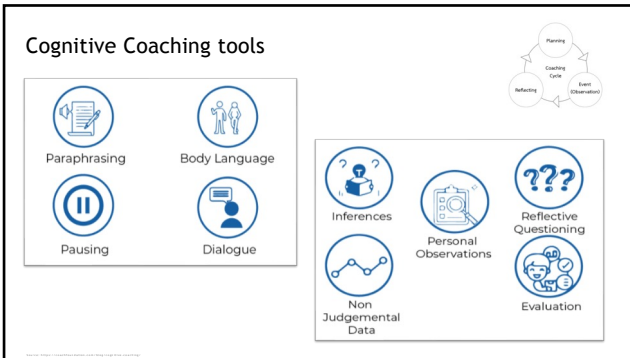 Cognitive Coaching tools
Planning
Coaching
Cycle
Reflecting
Event
(Observation)
Paraphrasing
Body Language
Pausing
Dialogue
Inferences
Personal
Observations
Reflective
Questioning
Non
Judgemental
Data
Evaluation